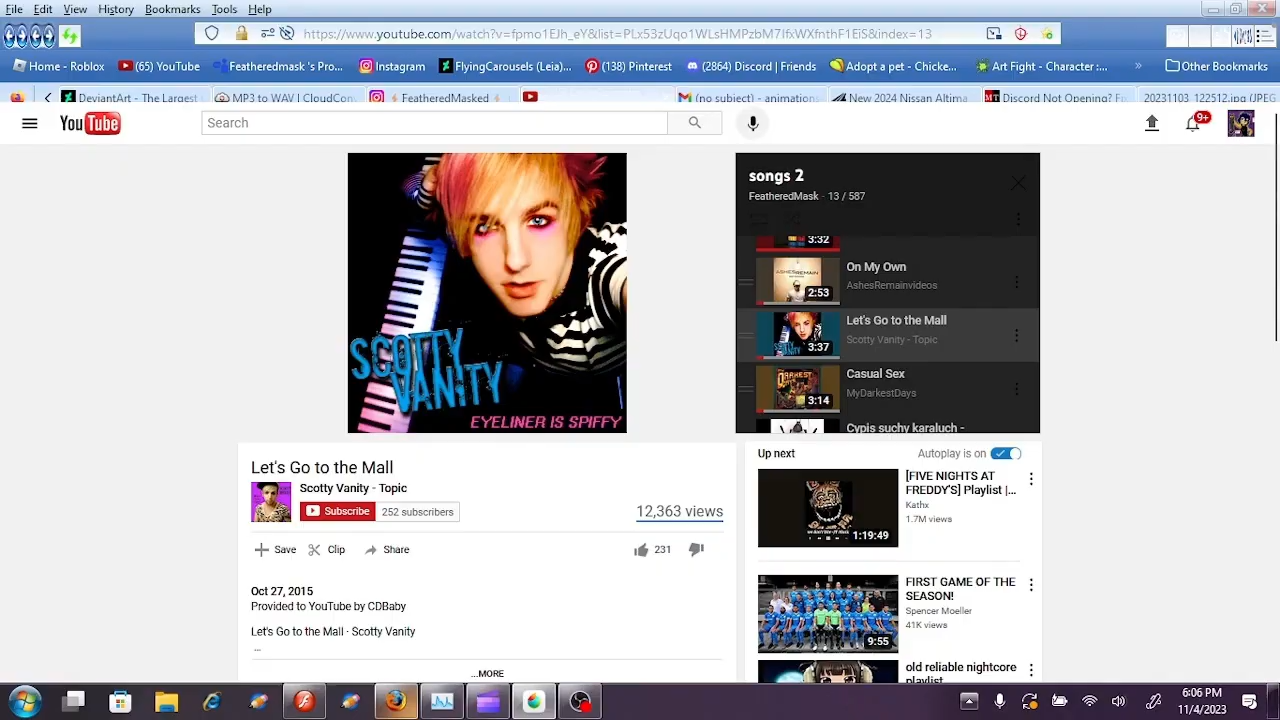 File Edit View History Bookmarks Tools Help
https://www.youtube.com/watch?v=fpmo1EJh_eY&list=PLx53zUqo1WLsHMPzbM7IfxWXfnthF1EiS&index=13
Home - Roblox (65) YouTube Featheredmask 's Pro... Instagram FlyingCarousels (Leia)... (138) Pinterest (2864) Discord | Friends Adopt a pet - Chicke... Art Fight - Character :... » Other Bookmarks
DeviantArt - The Largest MP3 to WAV | CloudCon FeatheredMasked (no subject) - animations New 2024 Nissan Altima Discord Not Opening? Fi 20231103-122512.jpg (JPEG
YouTube
Search
9+
SCOTTY
VANITY
EYELINER IS SPIFFY
songs 2
FeatheredMask - 13 / 587
3:32
On My Own
AshesRemainvideos
ASHES REMAIN
2:53
Let's Go to the Mall
Scotty Vanity - Topic
3:37
Casual Sex
MyDarkestDays
3:14
Cypis suchy karaluch -
Let's Go to the Mall
Scotty Vanity - Topic
Subscribe 252 subscribers
12,363 views
Save Clip Share 231
Oct 27, 2015
Provided to YouTube by CDBaby
Let's Go to the Mall · Scotty Vanity
...
...MORE
Up next Autoplay is on
[FIVE NIGHTS AT
FREDDY'S] Playlist |...
Kathx
1.7M views
1:19:49
FIRST GAME OF THE
SEASON!
Spencer Moeller
41K views
9:55
old reliable nightcore
playlist
6:06 PM
11/4/2023